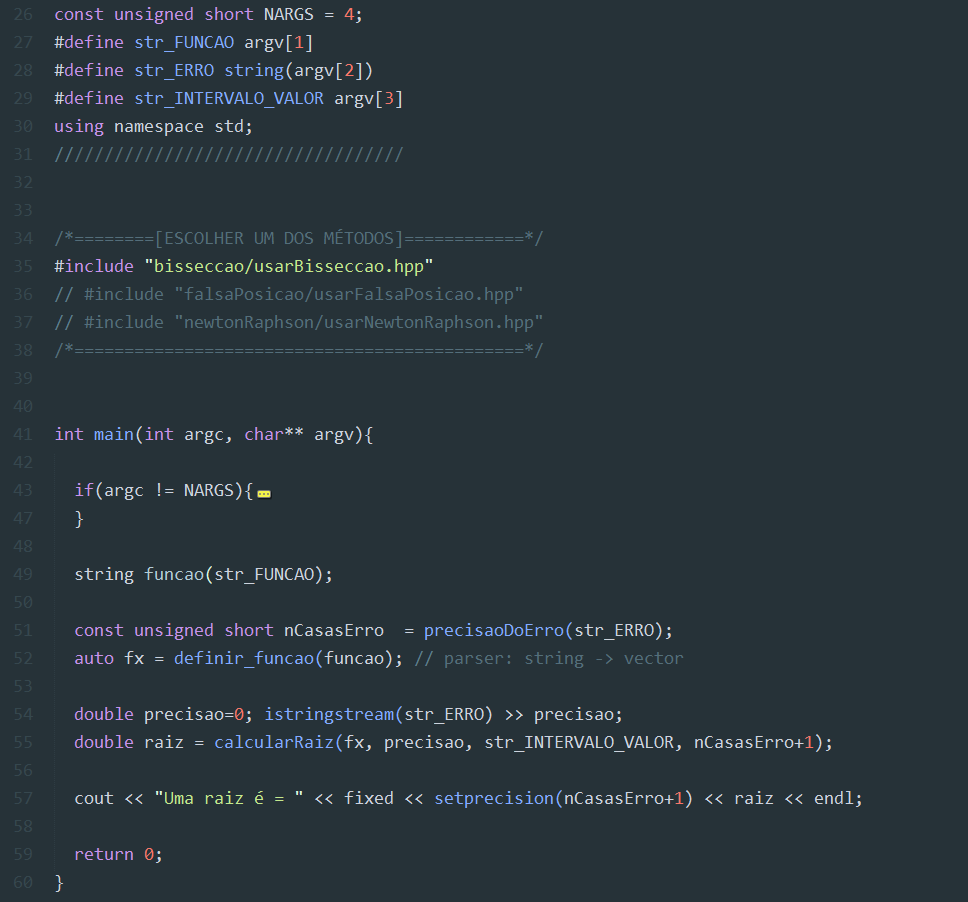 26 const unsigned short NARGS = 4;
27 #define str_FUNCAO argv[1]
28 #define str_ERRO string(argv[2])
29 #define str_INTERVALO_VALOR argv[3]
30 using namespace std;
31 ///////////////////////////////////
32
33
34 /*========[ESCOLHER UM DOS MÉTODOS]============*/
35 #include "bisseccao/usarBisseccao.hpp"
36 // #include "falsaPosicao/usarFalsaPosicao.hpp"
37 // #include "newtonRaphson/usarNewtonRaphson.hpp"
38 /*=============================================*/
39
40
41 int main(int argc, char** argv){
42
43   if(argc != NARGS){
47   }
48
49   string funcao(str_FUNCAO);
50
51   const unsigned short nCasasErro  = precisaoDoErro(str_ERRO);
52   auto fx = definir_funcao(funcao); // parser: string -> vector
53
54   double precisao=0; istringstream(str_ERRO) >> precisao;
55   double raiz = calcularRaiz(fx, precisao, str_INTERVALO_VALOR, nCasasErro+1);
56
57   cout << "Uma raiz é = " << fixed << setprecision(nCasasErro+1) << raiz << endl;
58
59   return 0;
60 }